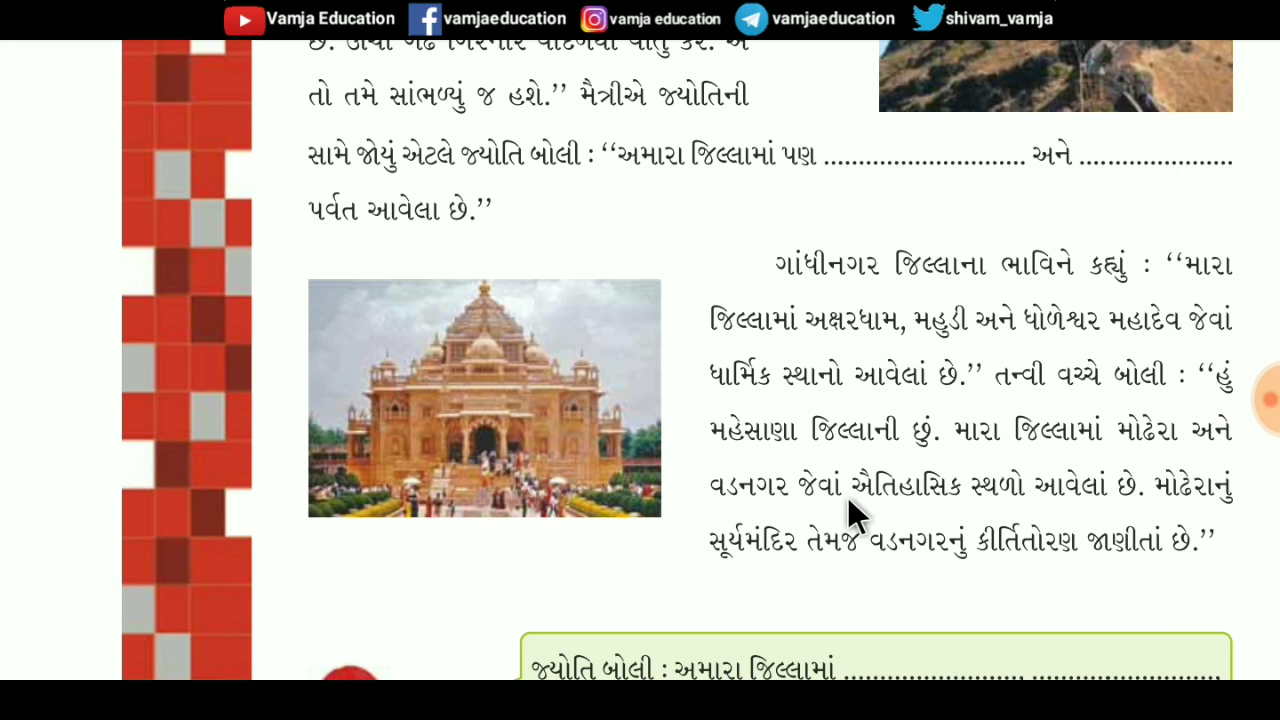 Vamja Education vamjaeducation vamja education vamjaeducation shivam_vamja
તો તમે સાંભળ્યું જ હશે.’’ મૈત્રીએ જ્યોતિની
સામે જોયું એટલે જ્યોતિ બોલી : ‘‘અમારા જિલ્લામાં પણ ............................ અને ......................
પર્વત આવેલા છે.’’
ગાંધીનગર જિલ્લાના ભાવિને કહ્યું : ‘‘મારા
જિલ્લામાં અક્ષરધામ, મહુડી અને ધોળેશ્વર મહાદેવ જેવાં
ધાર્મિક સ્થાનો આવેલાં છે.’’ તન્વી વચ્ચે બોલી : ‘‘હું
મહેસાણા જિલ્લાની છું. મારા જિલ્લામાં મોઢેરા અને
વડનગર જેવાં ઐતિહાસિક સ્થળો આવેલાં છે. મોઢેરાનું
સૂર્યમંદિર તેમજ વડનગરનું કીર્તિતોરણ જાણીતાં છે.’’
જ્યોતિ બોલી : અમારા જિલ્લામાં ........................., ..........................